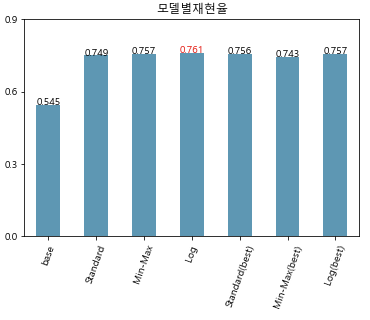 모델별재현율
0.9
0.6
0.3
0.0
0.545
0.749
0.757
0.761
0.756
0.743
0.757
base
Standard
Min-Max
Log
Standard(best)
Min-Max(best)
Log(best)